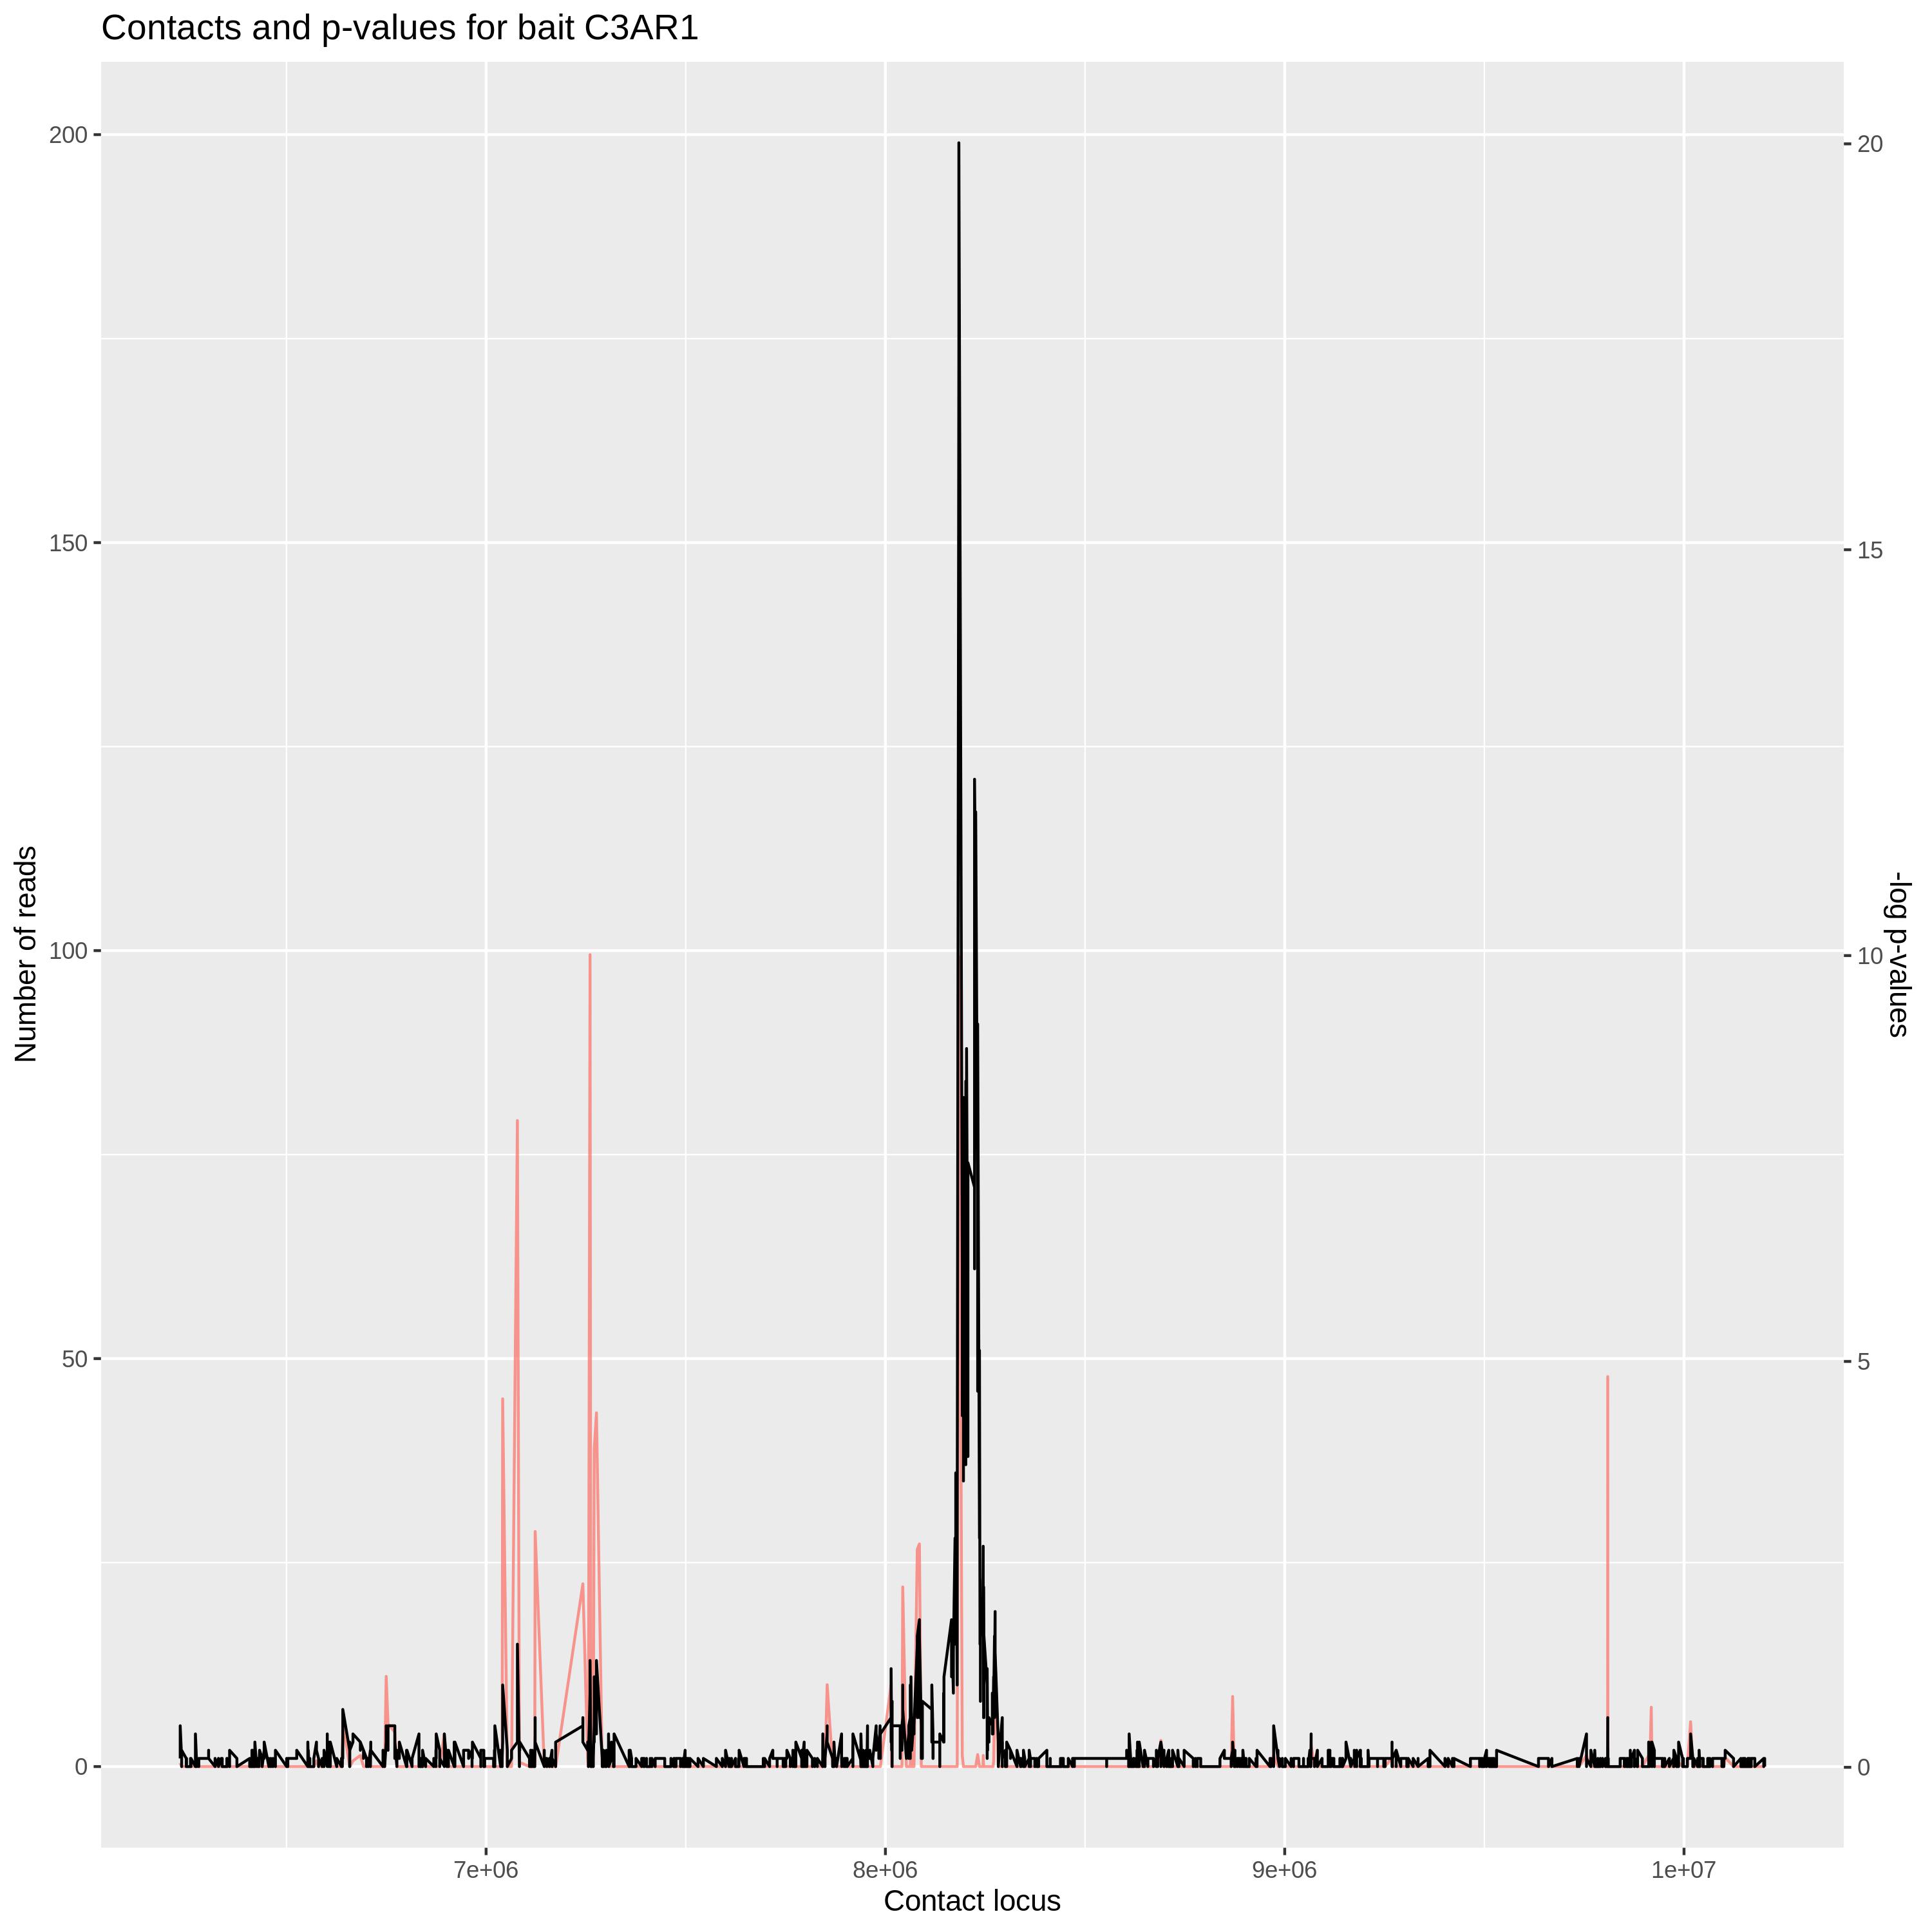 Contacts and p-values for bait C3AR1
200
150
100
50
0
Number of reads
20
15
10
5
0
-log p-values
7e+06
8e+06
9e+06
1e+07
Contact locus